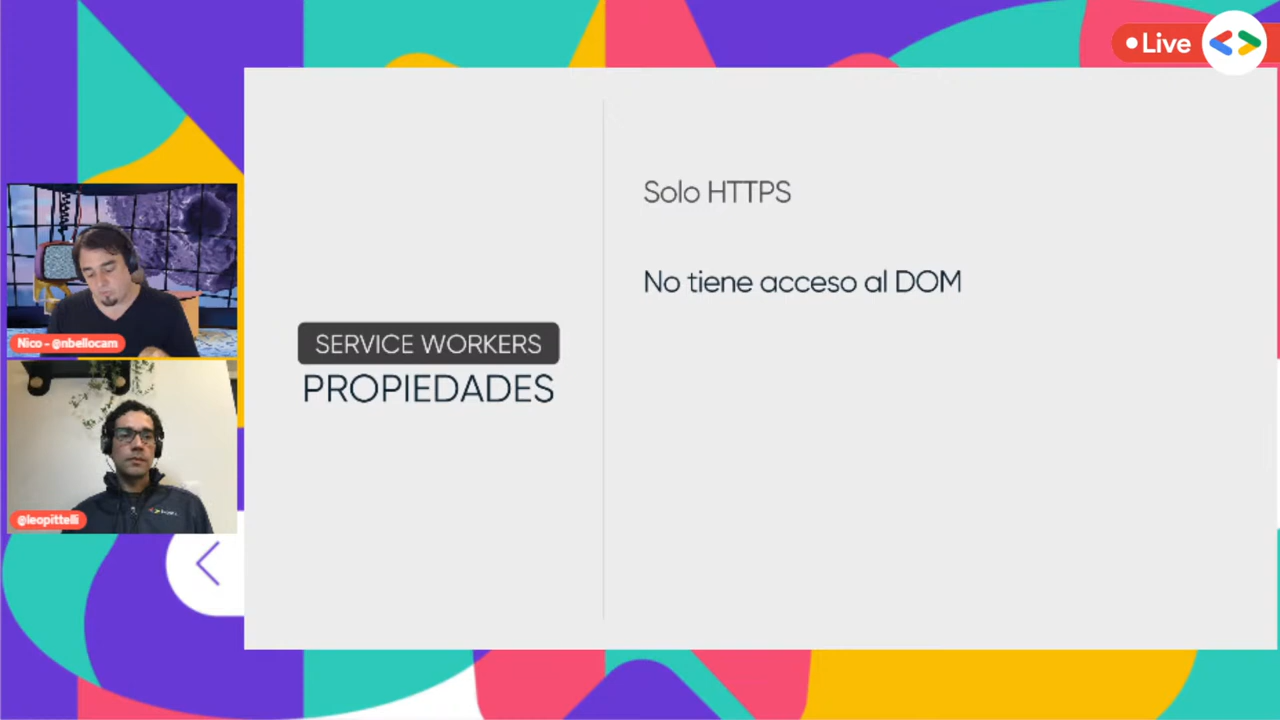 Live
Solo HTTPS
No tiene acceso al DOM
SERVICE WORKERS
PROPIEDADES
Nico - @nbellocam
@leopittelli